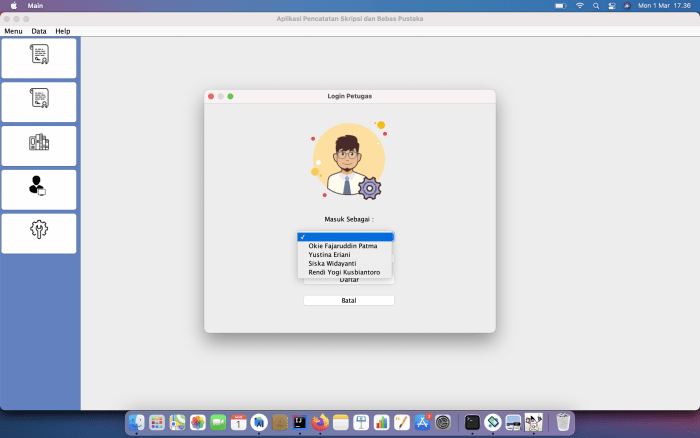 Main
Mon 1 Mar 17.36
Aplikasi Pencatatan Skripsi dan Bebas Pustaka
Menu Data Help
Login Petugas
Masuk Sebagai :
Okie Fajaruddin Patma
Yustina Eriani
Siska Widayanti
Rendi Yogi Kusbiantoro
Daftar
Batal
1